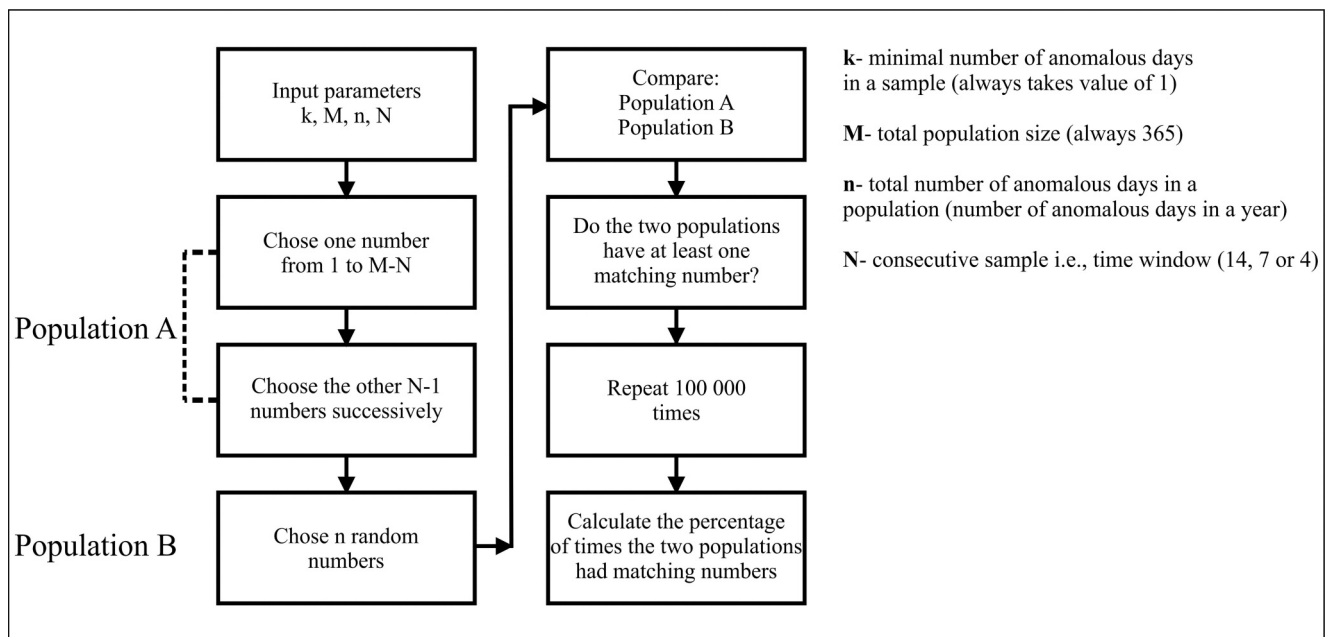 Input parameters
k, M, n, N
Chose one number
from 1 to M-N
Population A
Choose the other N-1
numbers successively
Population B
Chose n random
numbers
Compare:
Population A
Population B
Do the two populations
have at least one
matching number?
Repeat 100 000
times
Calculate the percentage
of times the two populations
had matching numbers
k- minimal number of anomalous days
in a sample (always takes value of 1)
M- total population size (always 365)
n- total number of anomalous days in a
population (number of anomalous days in a year)
N- consecutive sample i.e., time window (14, 7 or 4)